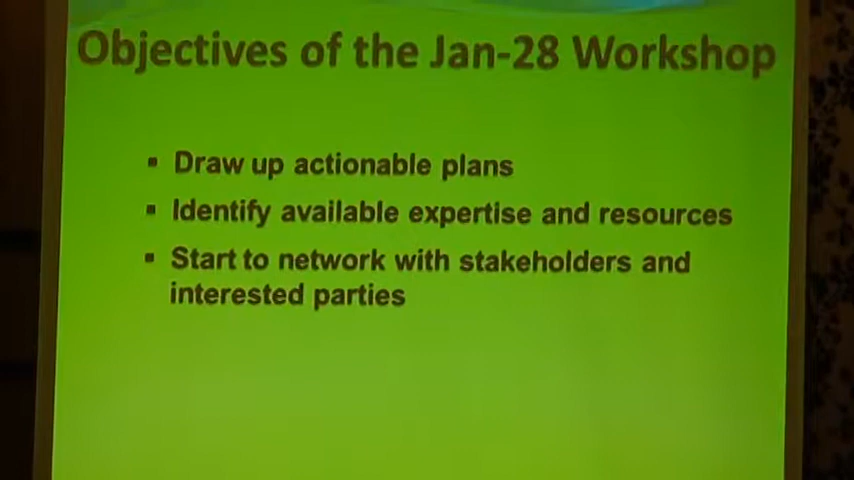 Objectives of the Jan-28 Workshop
▪ Draw up actionable plans
▪ Identify available expertise and resources
▪ Start to network with stakeholders and
interested parties